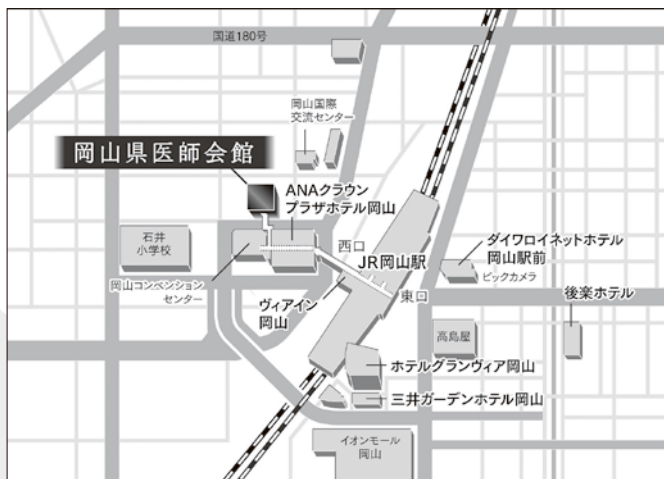 国道180号
岡山国際
交流センター
岡山県医師会館
ANAクラウン
プラザホテル岡山
石井
小学校
西口
JR岡山駅
ダイワロイネットホテル
岡山駅前
ビックカメラ
岡山コンベンション
センター
ヴィアイン
岡山
東口
後楽ホテル
高島屋
ホテルグランヴィア岡山
三井ガーデンホテル岡山
イオンモール
岡山